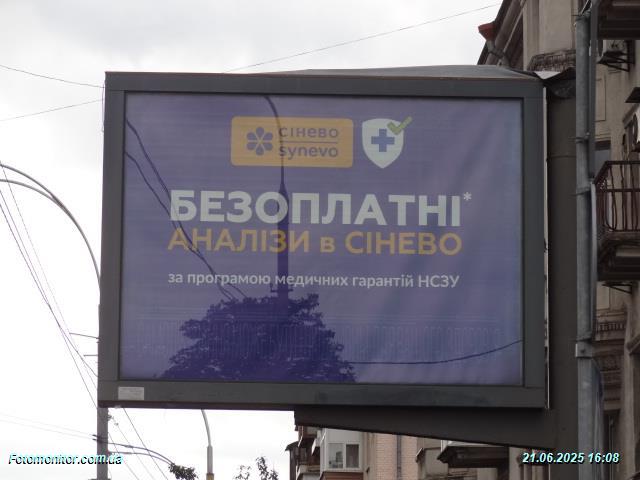 сінево
synevo
БЕЗОПЛАТНІ*
АНАЛІЗИ в СІНЕВО
за програмою медичних гарантій НСЗУ
Fotomonitor.com.ua
21.06.2025 16:08